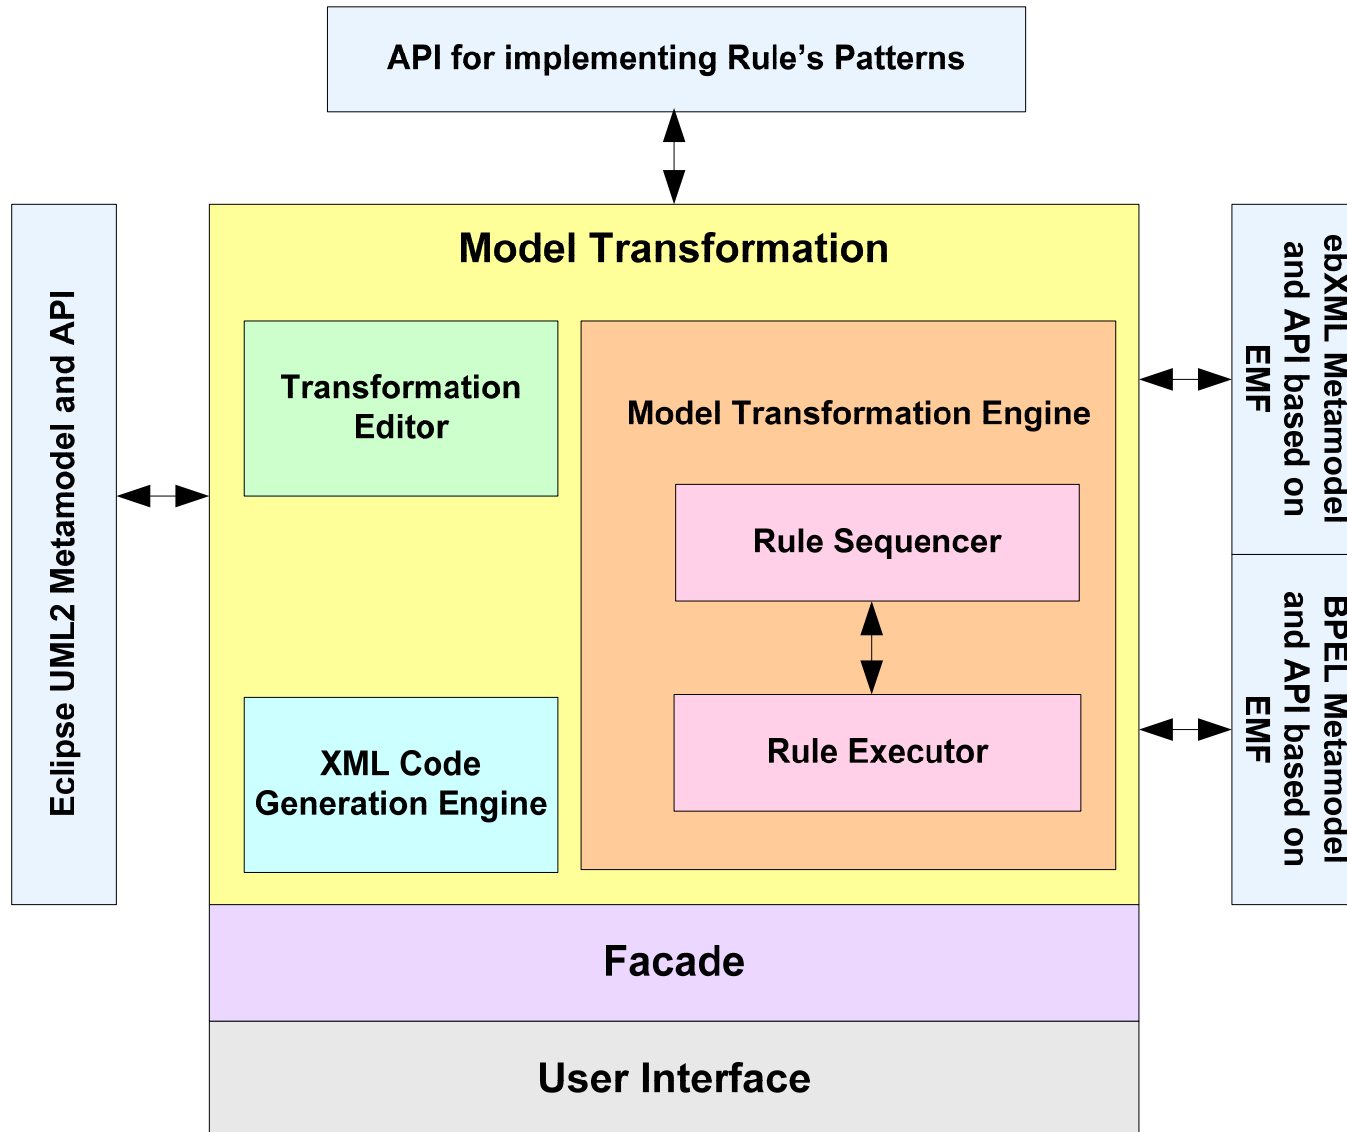 API for implementing Rule’s Patterns
Eclipse UML2 Metamodel and API
Model Transformation
Transformation
Editor
Model Transformation Engine
Rule Sequencer
Rule Executor
XML Code
Generation Engine
ebXML Metamodel
and API based on
EMF
BPEL Metamodel
and API based on
EMF
Facade
User Interface